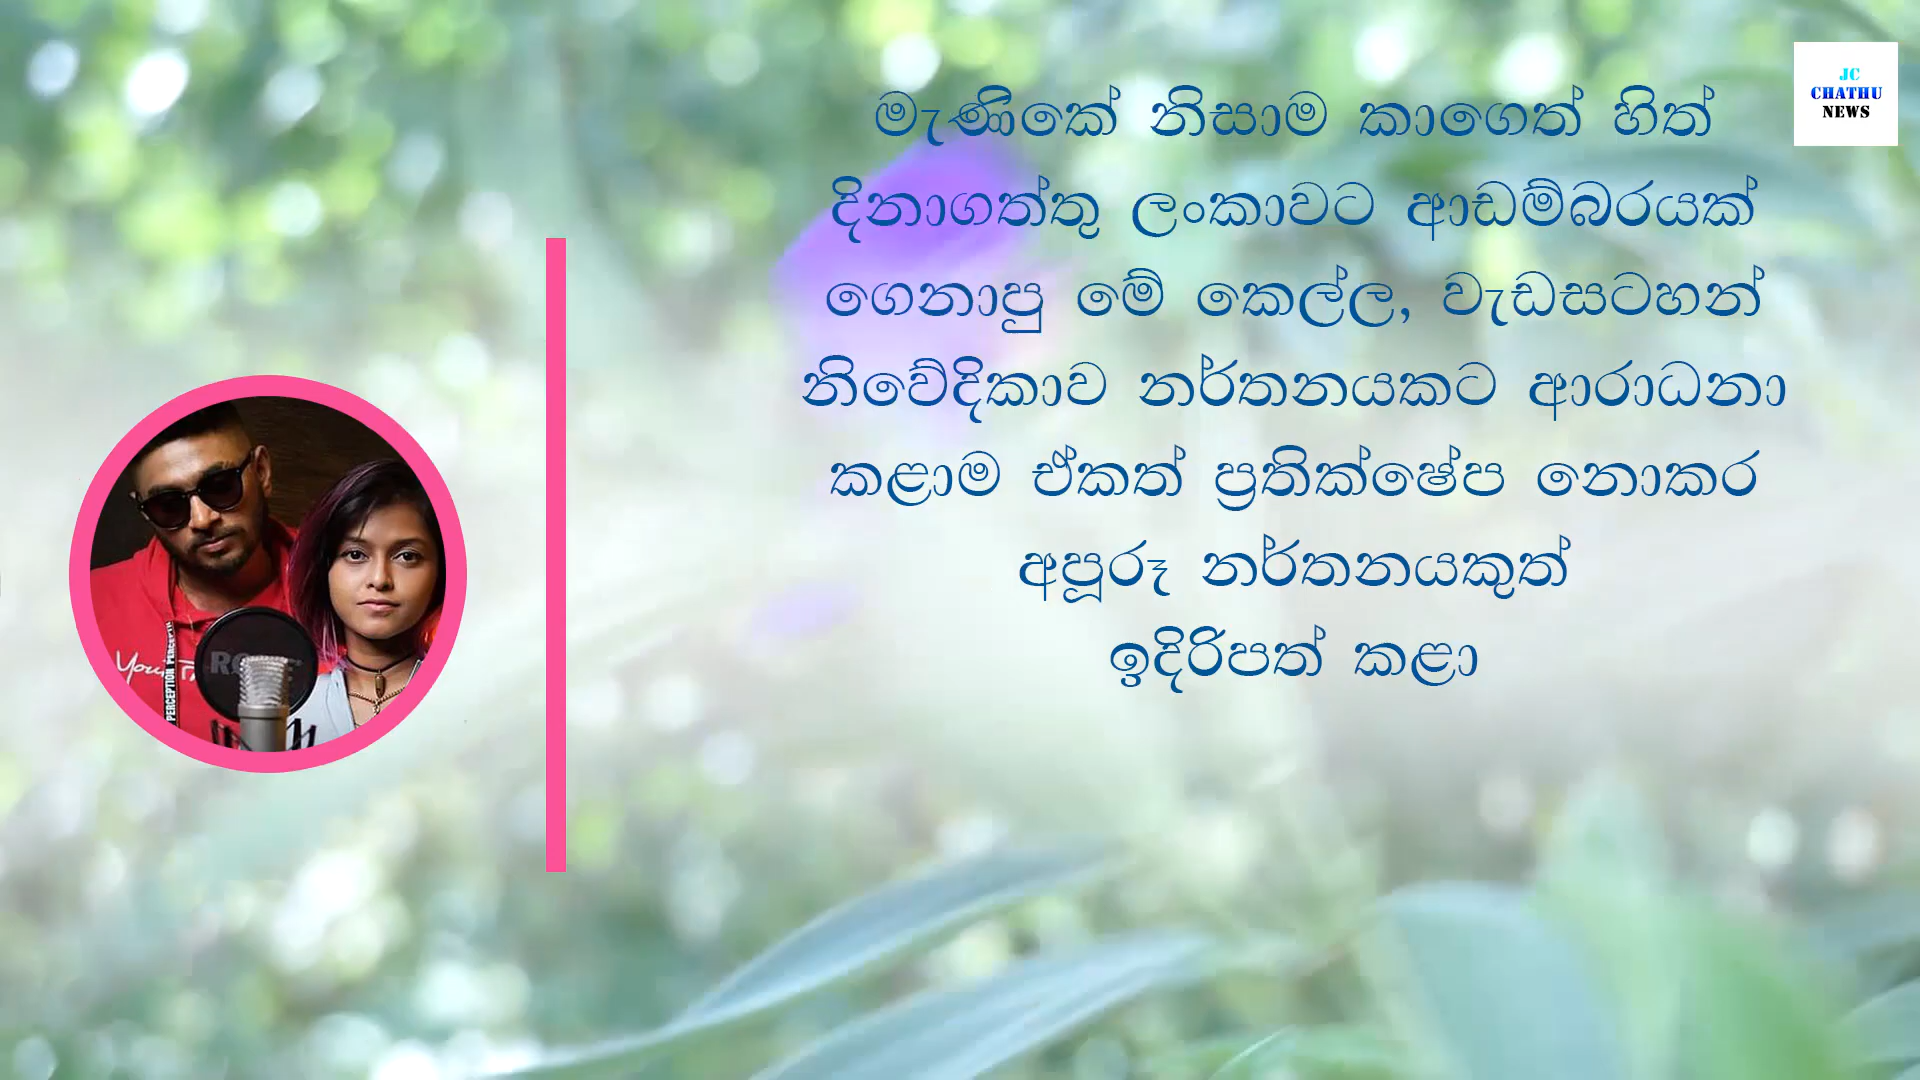 මැණිකේ නිසාම කාගෙත් හිත්
දිනාගත්තු ලංකාවට ආඩම්බරයක්
ගෙනාපු මේ කෙල්ල, වැඩසටහන්
නිවේදිකාව නර්තනයකට ආරාධනා
කළාම ඒකත් ප්‍රතික්ෂේප නොකර
අපූරූ නර්තනයකුත්
ඉදිරිපත් කළා
JC
CHATHU
NEWS
PERCEPTION